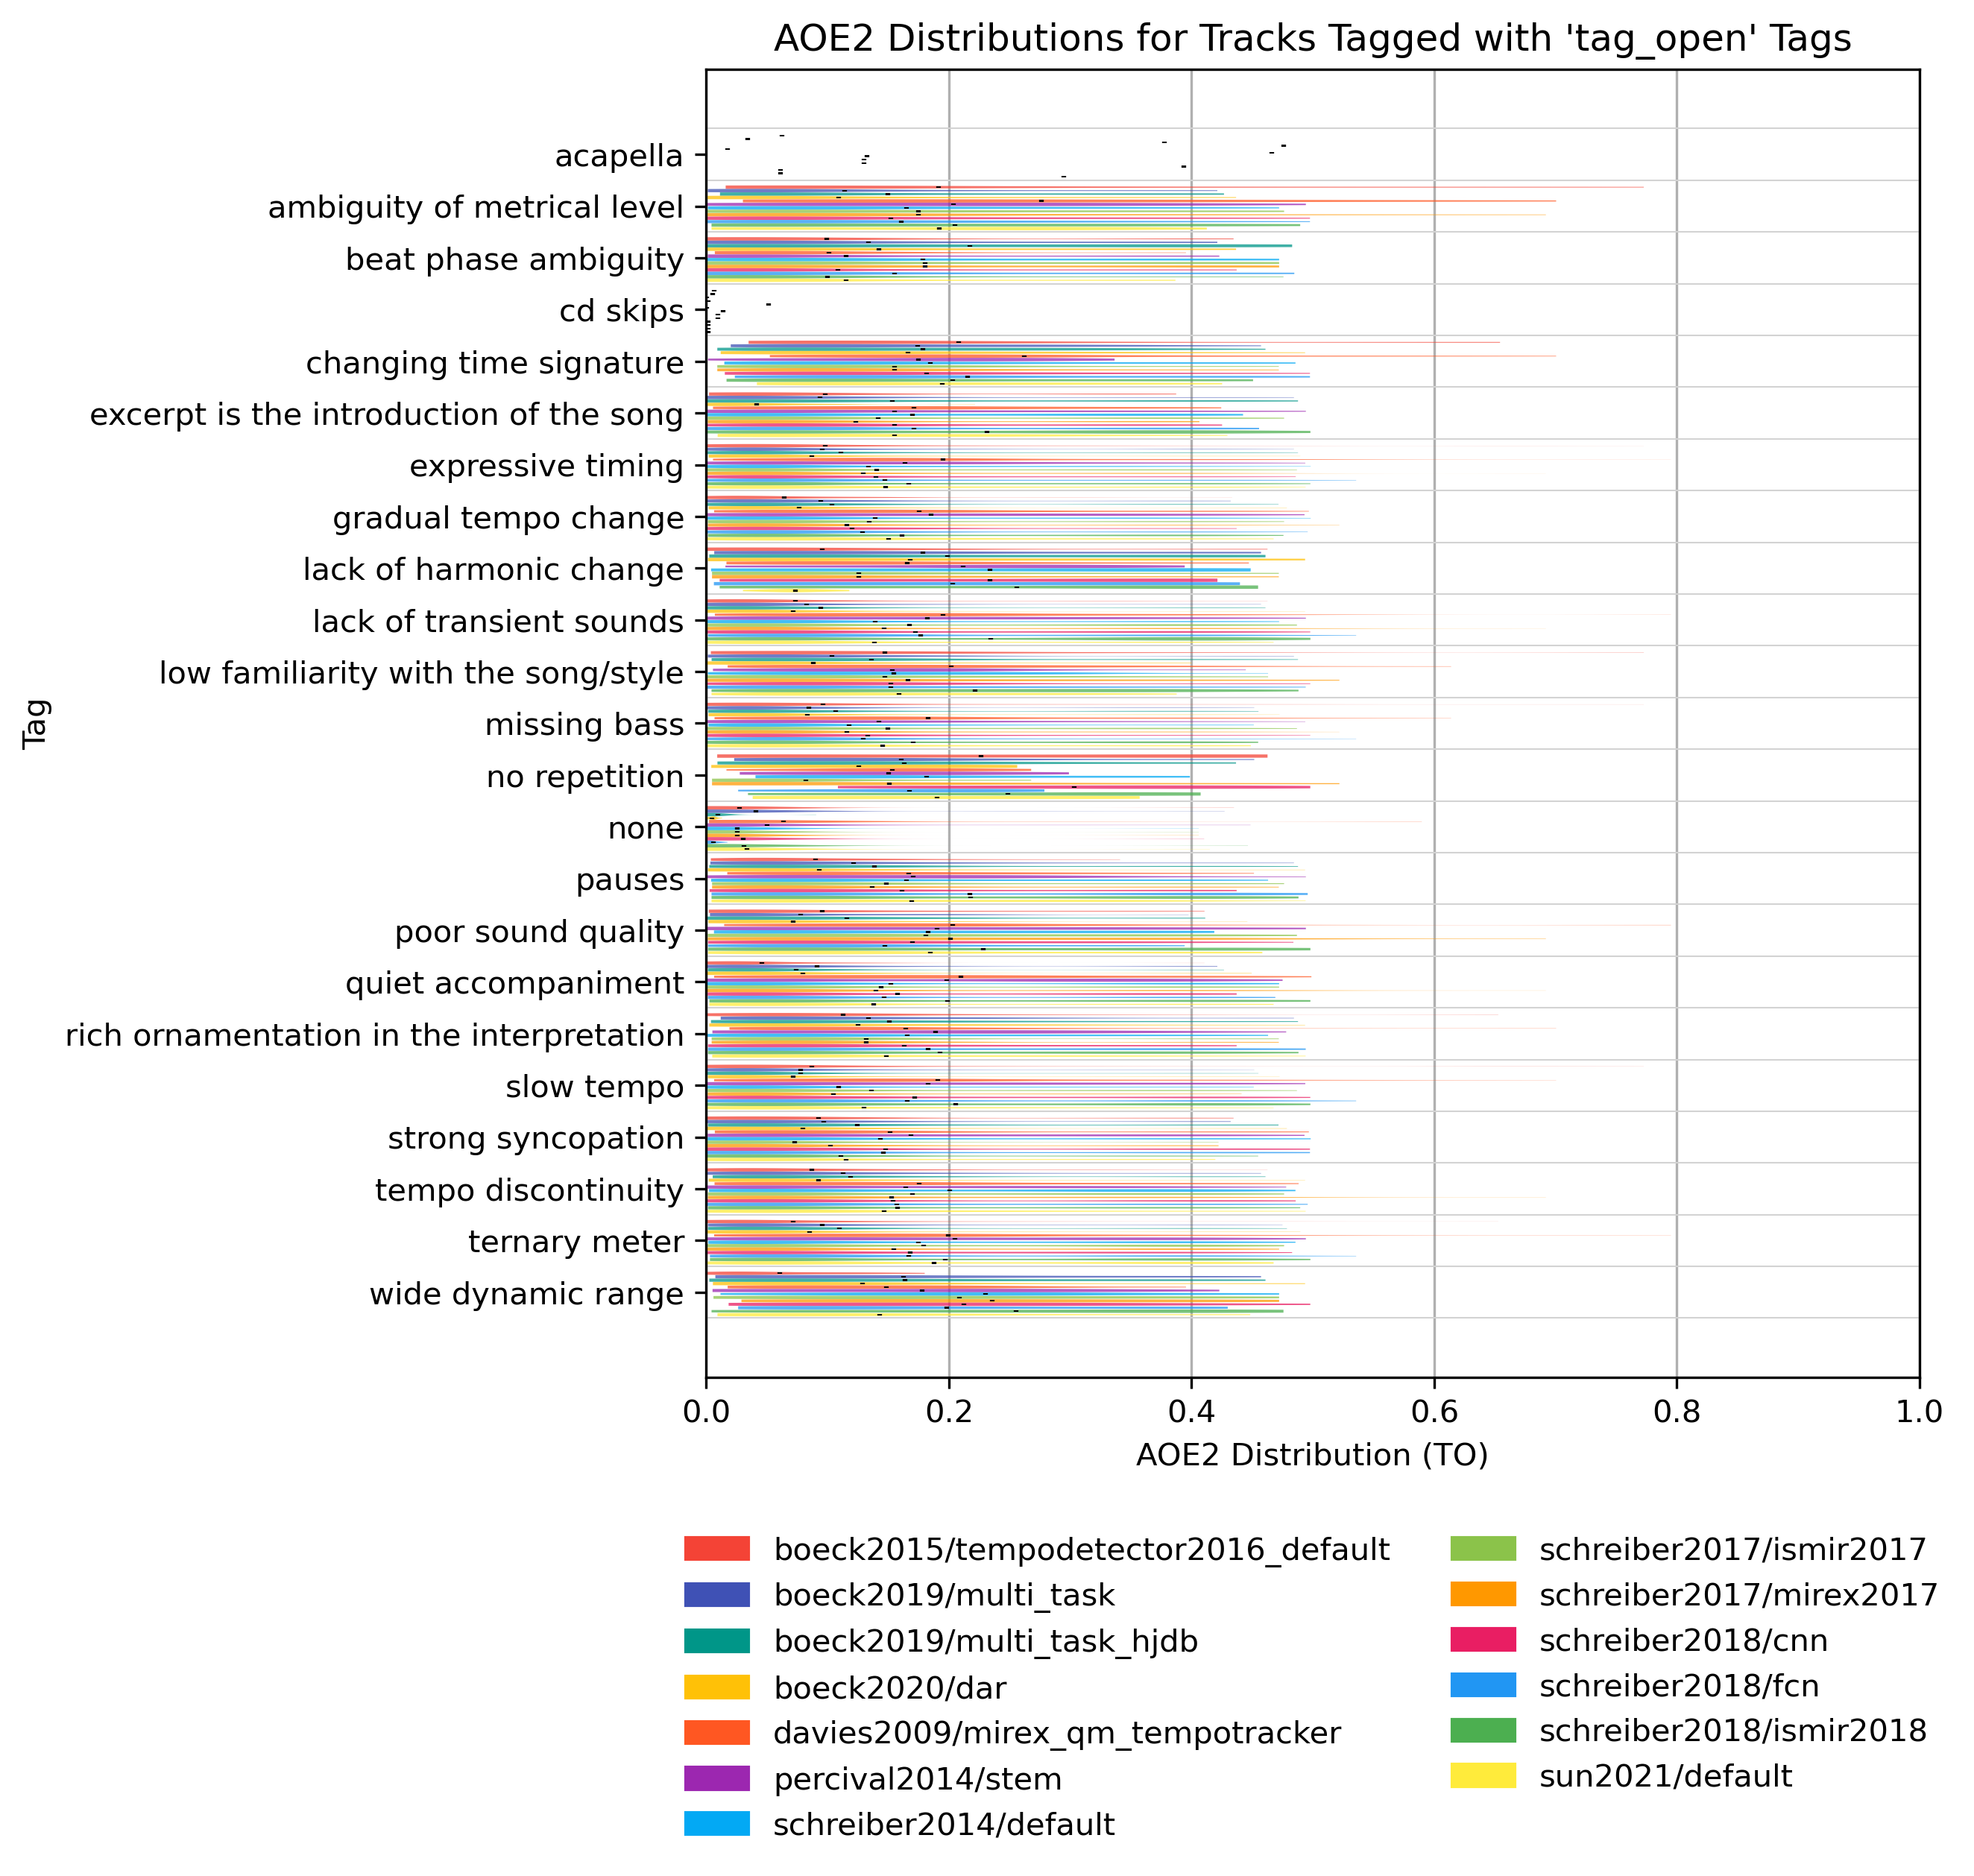 AOE2 Distributions for Tracks Tagged with 'tag_open' Tags
Tag
acapella
ambiguity of metrical level
beat phase ambiguity
cd skips
changing time signature
excerpt is the introduction of the song
expressive timing
gradual tempo change
lack of harmonic change
lack of transient sounds
low familiarity with the song/style
missing bass
no repetition
none
pauses
poor sound quality
quiet accompaniment
rich ornamentation in the interpretation
slow tempo
strong syncopation
tempo discontinuity
ternary meter
wide dynamic range
0.0 0.2 0.4 0.6 0.8 1.0
AOE2 Distribution (TO)
boeck2015/tempodetector2016_default
boeck2019/multi_task
boeck2019/multi_task_hjdb
boeck2020/dar
davies2009/mirex_qm_tempotracker
percival2014/stem
schreiber2014/default
schreiber2017/ismir2017
schreiber2017/mirex2017
schreiber2018/cnn
schreiber2018/fcn
schreiber2018/ismir2018
sun2021/default